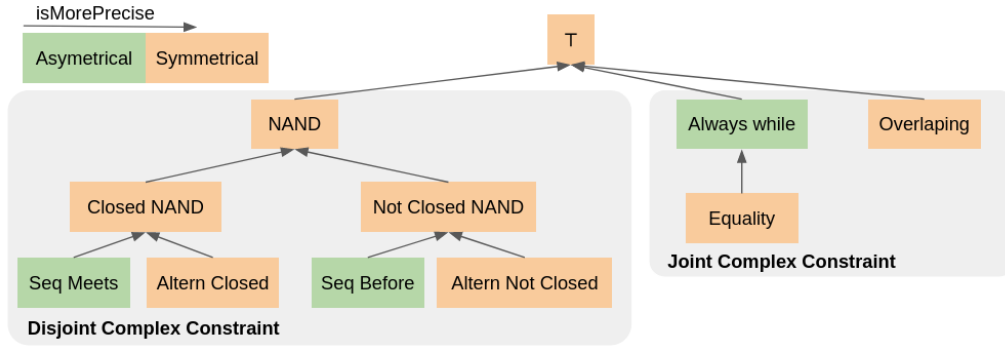 isMorePrecise
Asymetrical
Symmetrical
T
NAND
Always while
Overlaping
Closed NAND
Not Closed NAND
Equality
Seq Meets
Altern Closed
Seq Before
Altern Not Closed
Joint Complex Constraint
Disjoint Complex Constraint